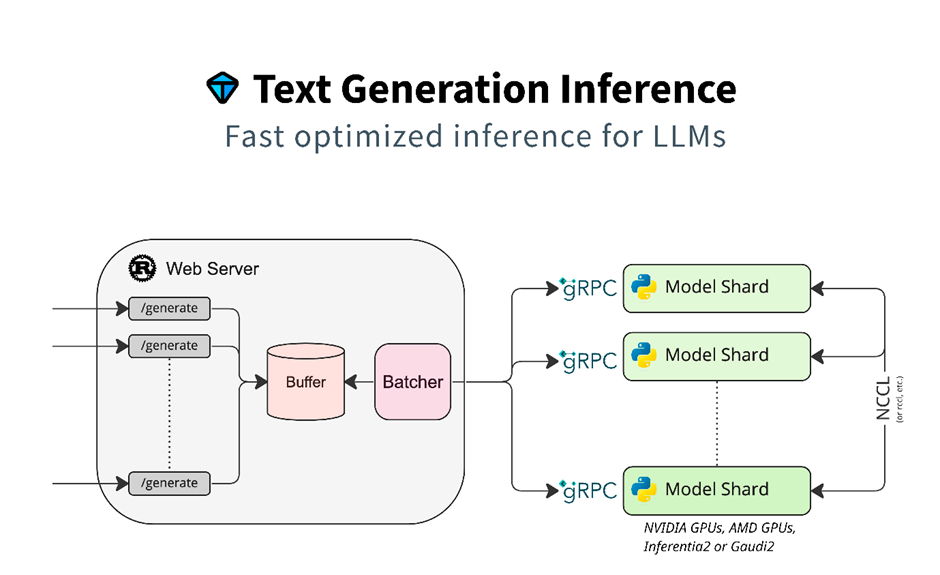 Text Generation Inference
Fast optimized inference for LLMs
R Web Server
/generate
/generate
/generate
Buffer
Batcher
gRPC Model Shard
gRPC Model Shard
gRPC Model Shard
NCCL
(or rccl, etc.)
NVIDIA GPUs, AMD GPUs,
Inferentia2 or Gaudi2